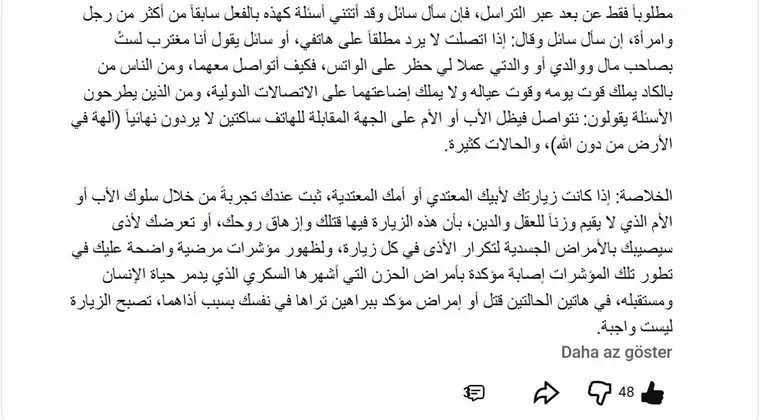 مطلوباً فقط عن بعد عبر التراسل، فإن سأل سائل وقد أتتني أسئلة كهذه بالفعل سابقاً من أكثر من رجل
وامرأة، إن سأل سائل وقال: إذا اتصلت لا يرد مطلقاً على هاتفي، أو سائل يقول أنا مغترب لستُ
بصاحب مال ووالدي أو والدتي عملا لي حظر على الواتس، فكيف أتواصل معهما، ومن الناس من
بالكاد يملك قوت يومه وقوت عياله ولا يملك إضاعتهما على الاتصالات الدولية، ومن الذين يطرحون
الأسئلة يقولون: نتواصل فيظل الأب أو الأم على الجهة المقابلة للهاتف ساكتين لا يردون نهائياً (آلهة في
الأرض من دون الله)، والحالات كثيرة.
الخلاصة: إذا كانت زيارتك لأبيك المعتدي أو أمك المعتدية، ثبت عندك تجربةً من خلال سلوك الأب أو
الأم الذي لا يقيم وزناً للعقل والدين، بأن هذه الزيارة فيها قتلك وإزهاق روحك، أو تعرضك لأذى
سيصيبك بالأمراض الجسدية لتكرار الأذى في كل زيارة، ولظهور مؤشرات مرضية واضحة عليك في
تطور تلك المؤشرات إصابة مؤكدة بأمراض الحزن التي أشهرها السكري الذي يدمر حياة الإنسان
ومستقبله، في هاتين الحالتين قتل أو إمراض مؤكد ببراهين تراها في نفسك بسبب أذاهما، تصبح الزيارة
ليست واجبة.
Daha az göster
48
3